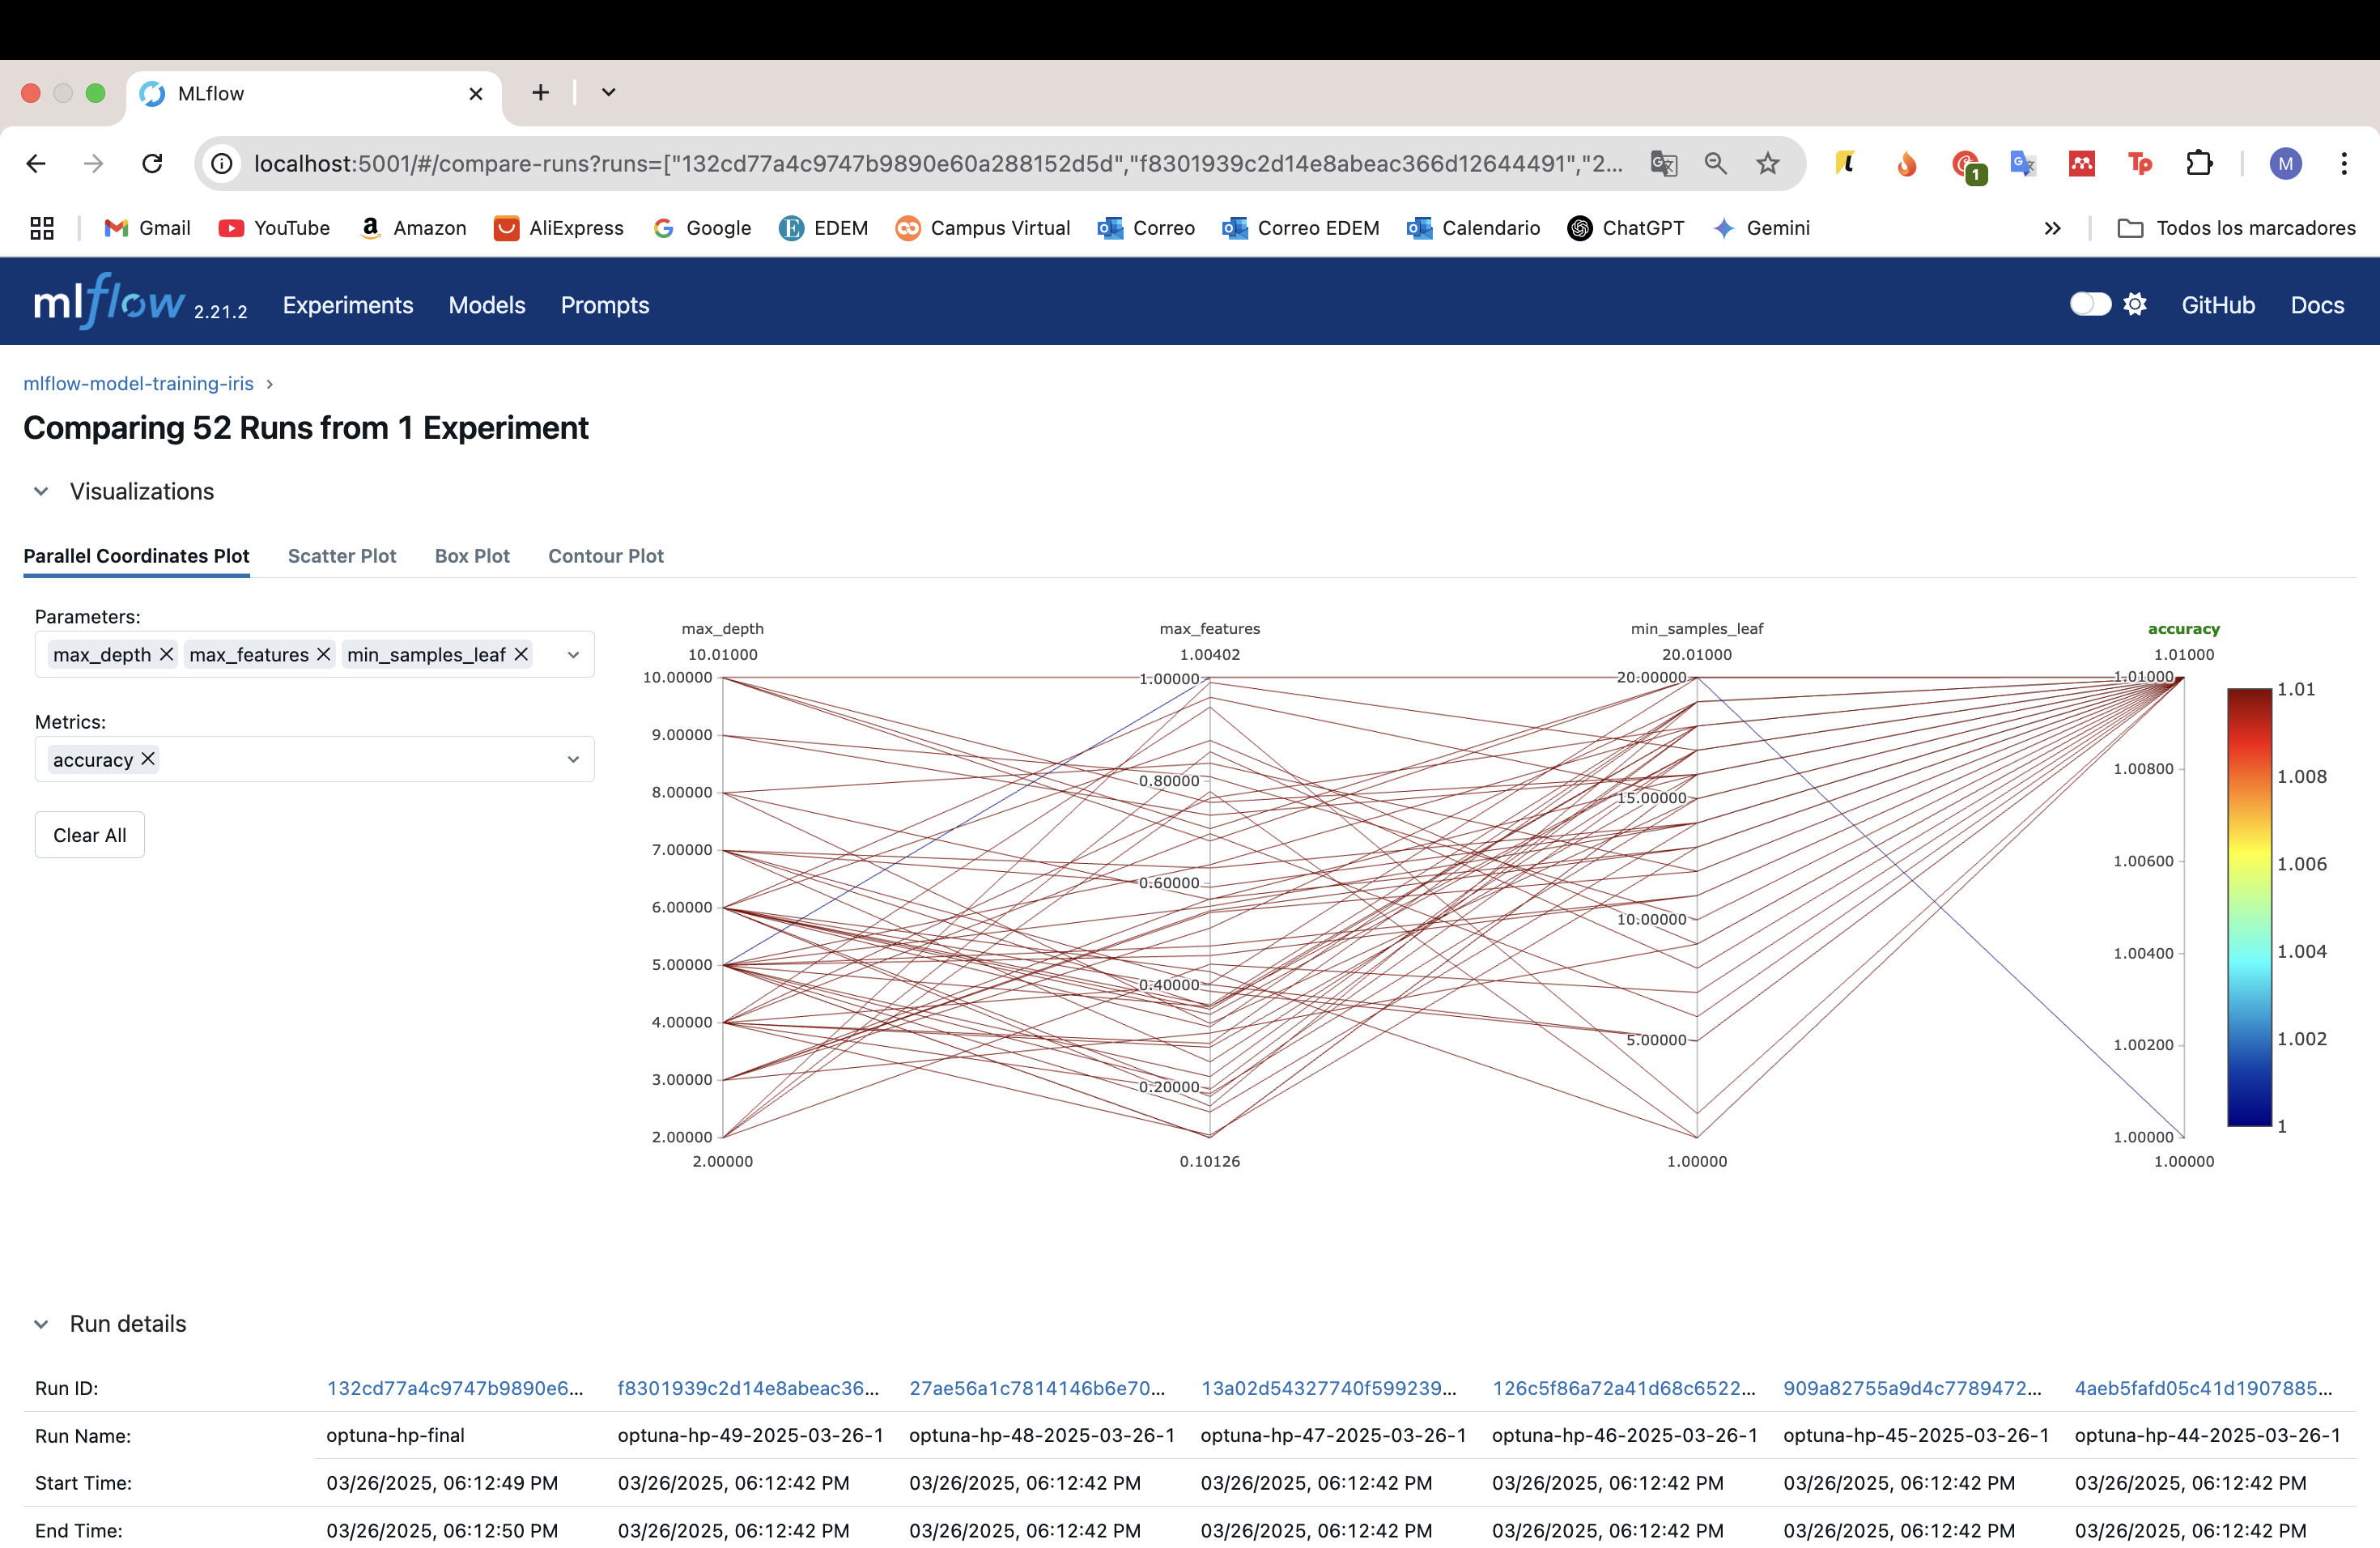 MLflow
localhost:5001/#/compare-runs?runs=["132cd77a4c9747b9890e60a288152d5d","f8301939c2d14e8abeac366d12644491","2...
1
M
Gmail YouTube Amazon AliExpress Google EDEM Campus Virtual Correo Correo EDEM Calendario ChatGPT Gemini Todos los marcadores
mlflow 2.21.2 Experiments Models Prompts GitHub Docs
mlflow-model-training-iris
Comparing 52 Runs from 1 Experiment
Visualizations
Parallel Coordinates Plot Scatter Plot Box Plot Contour Plot
Parameters:
max_depth max_features min_samples_leaf
Metrics:
accuracy
Clear All
max_depth max_features min_samples_leaf accuracy
10.01000 1.00402 20.01000 1.01000
10.00000
9.00000
8.00000
7.00000
6.00000
5.00000
4.00000
3.00000
2.00000
2.00000
1.00000
0.80000
0.60000
0.40000
0.20000
0.10126
20.00000
15.00000
10.00000
5.00000
1.00000
1.01000
1.00800
1.00600
1.00400
1.00200
1.00000
1.00000
1.01
1.008
1.006
1.004
1.002
1
Run details
Run ID: 132cd77a4c9747b9890e6... f8301939c2d14e8abeac36... 27ae56a1c7814146b6e70... 13a02d54327740f599239... 126c5f86a72a41d68c6522... 909a82755a9d4c7789472... 4aeb5fafd05c41d1907885...
Run Name: optuna-hp-final optuna-hp-49-2025-03-26-1 optuna-hp-48-2025-03-26-1 optuna-hp-47-2025-03-26-1 optuna-hp-46-2025-03-26-1 optuna-hp-45-2025-03-26-1 optuna-hp-44-2025-03-26-1
Start Time: 03/26/2025, 06:12:49 PM 03/26/2025, 06:12:42 PM 03/26/2025, 06:12:42 PM 03/26/2025, 06:12:42 PM 03/26/2025, 06:12:42 PM 03/26/2025, 06:12:42 PM 03/26/2025, 06:12:42 PM
End Time: 03/26/2025, 06:12:50 PM 03/26/2025, 06:12:42 PM 03/26/2025, 06:12:42 PM 03/26/2025, 06:12:42 PM 03/26/2025, 06:12:42 PM 03/26/2025, 06:12:42 PM 03/26/2025, 06:12:42 PM